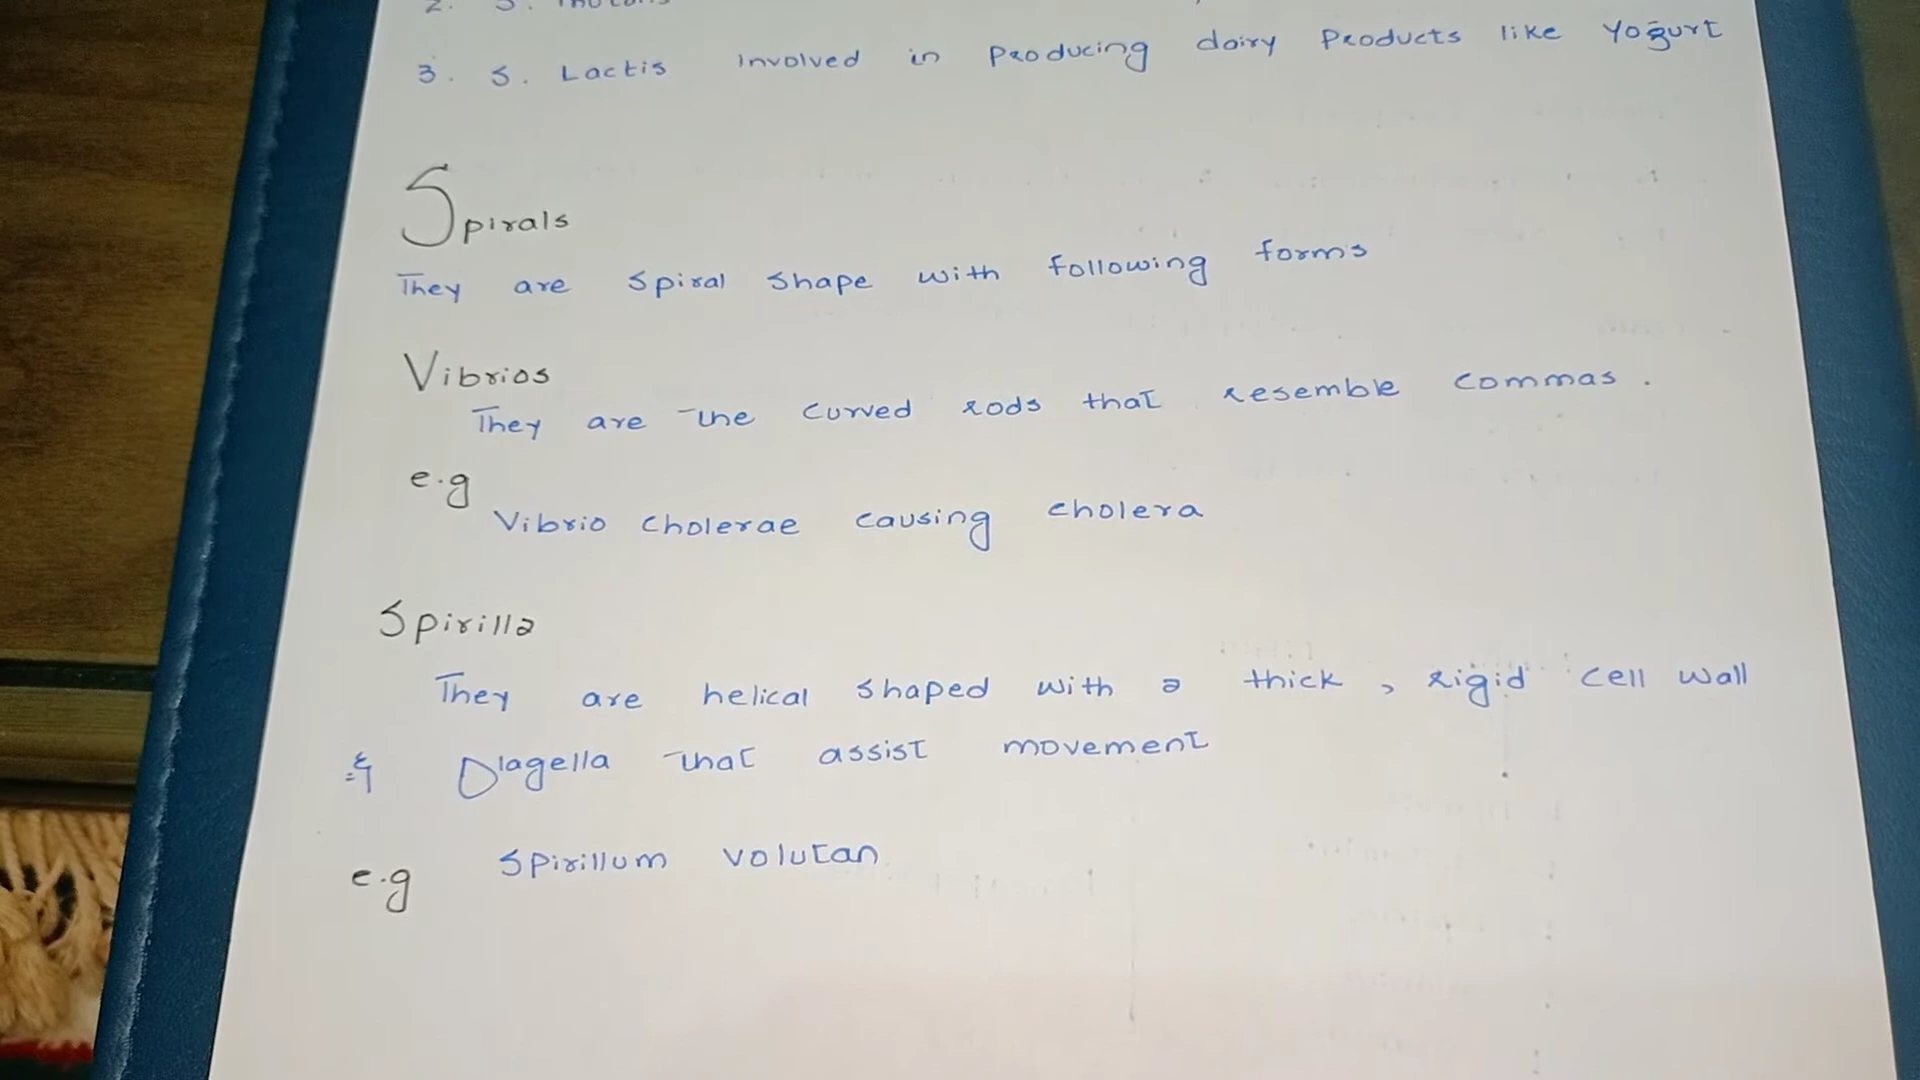 2. S.
3. S. Lactis involved in Producing dairy Products like Yogurt
Spirals
They are Spiral Shape with following forms
Vibrios
They are the curved rods that resemble commas.
e.g
Vibrio cholerae causing cholera
Spirilla
They are helical shaped with a thick, rigid cell wall
& Dlagella that assist movement
e.g Spirillum volutan